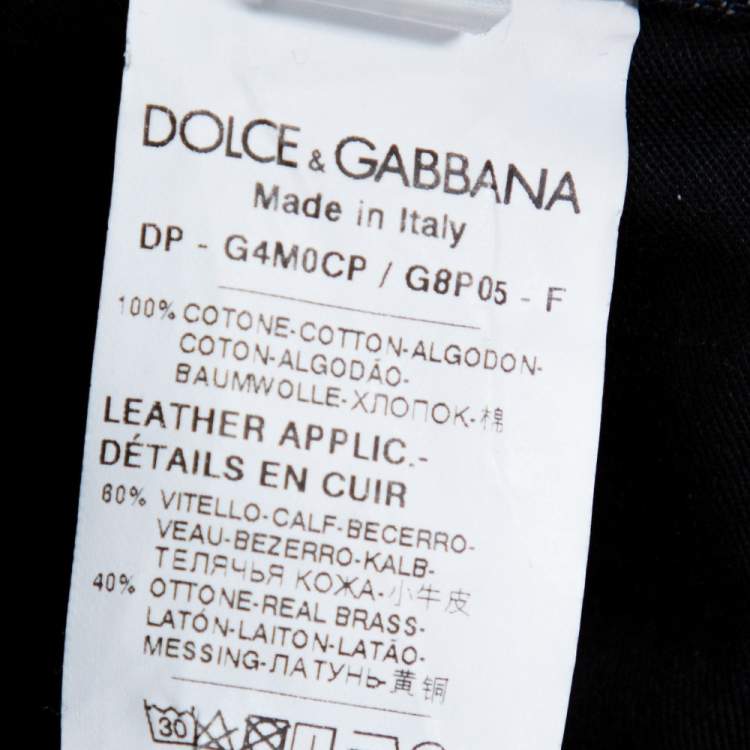 DOLCE & GABBANA
Made in Italy
DP - G4M0CP / G8P05 - F
100% COTONE-COTTON-ALGODON-
COTON-ALGODÃO-
BAUMWOLLE-ХЛОПОК-棉
LEATHER APPLIC.-
DÉTAILS EN CUIR
60% VITELLO-CALF-BECERRO-
VEAU-BEZERRO-KALB-
ТЕЛЯЧЬЯ КОЖА-小牛皮
40% OTTONE-REAL BRASS-
LATÓN-LAITON-LATÃO-
MESSING-ЛАТУНЬ-黄铜
30